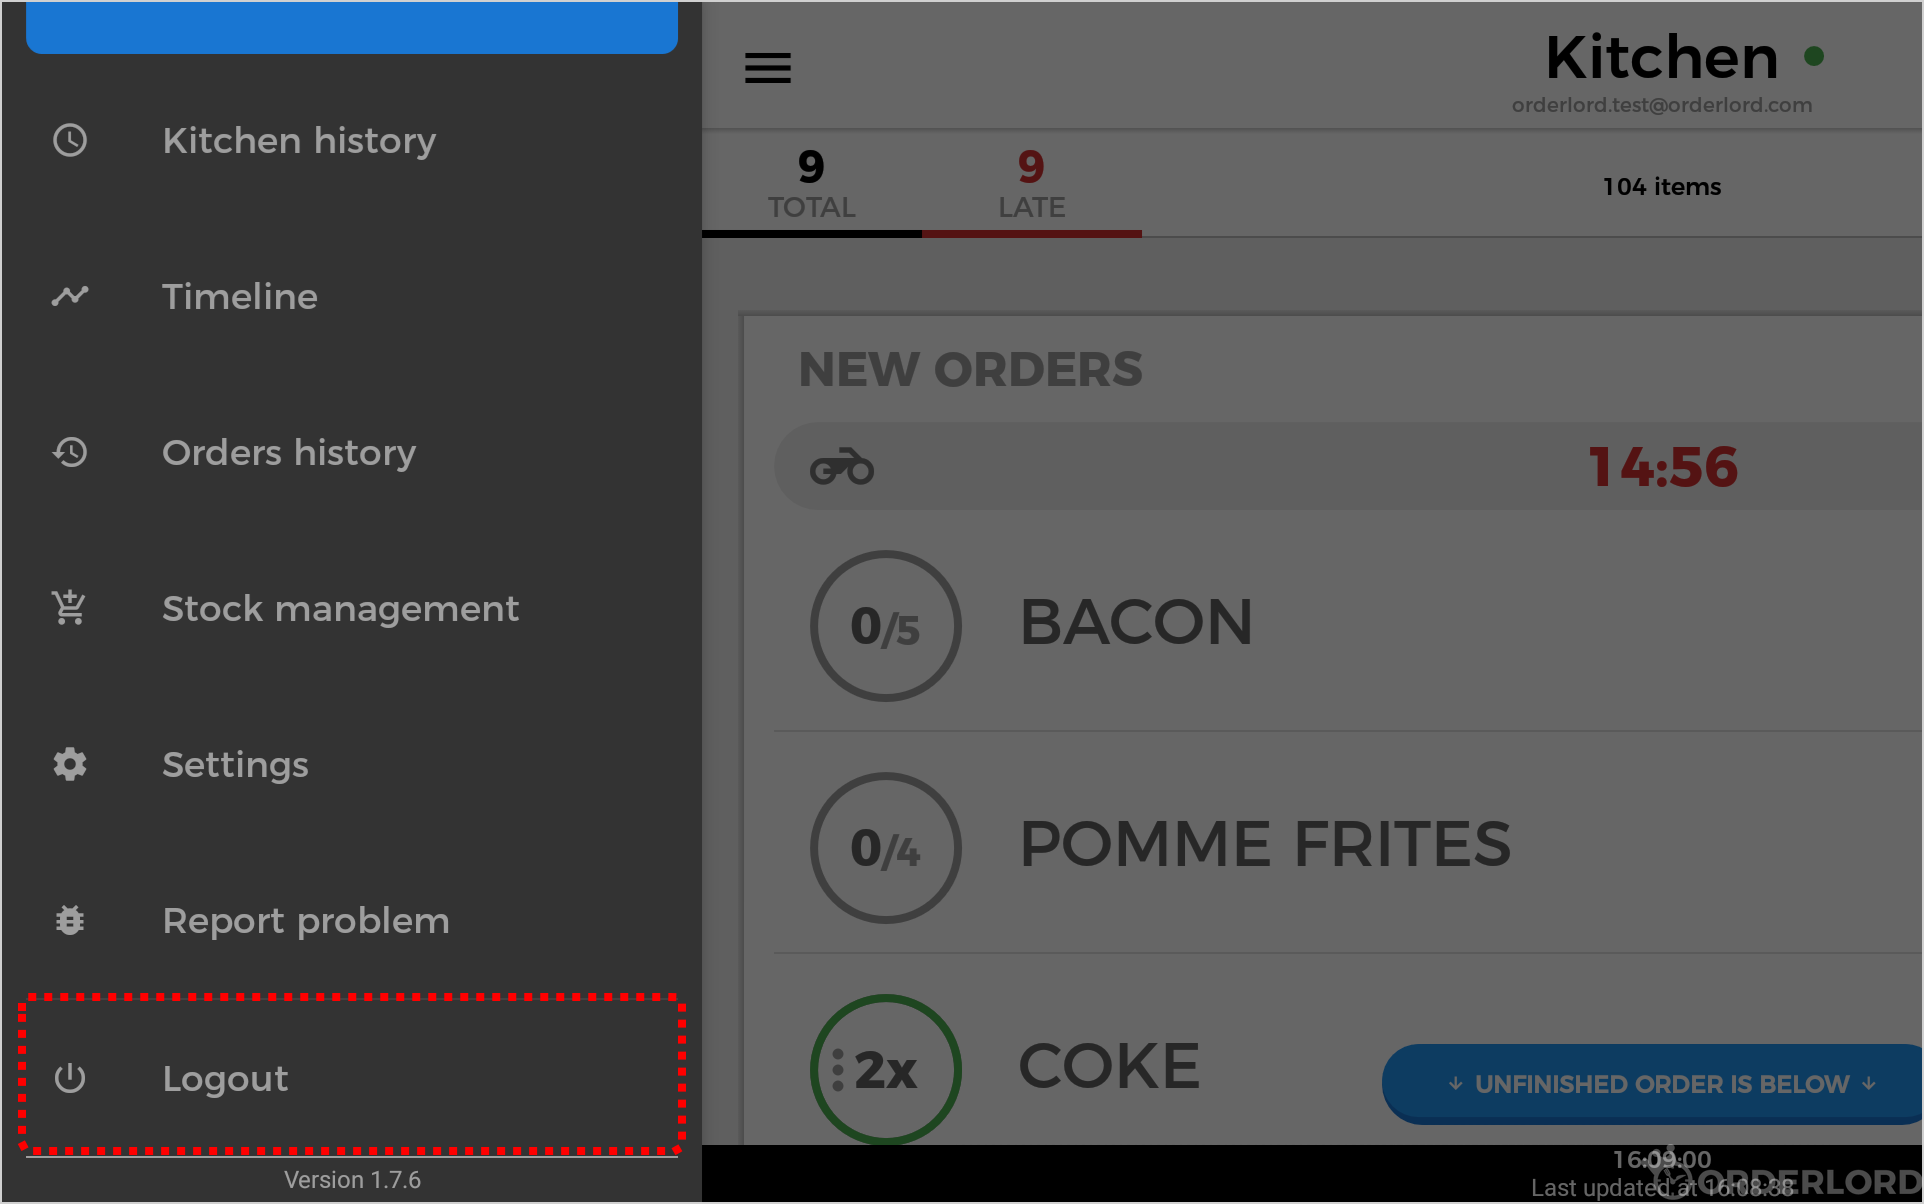 Kitchen history
Timeline
Orders history
Stock management
Settings
Report problem
Logout
Version 1.7.6
Kitchen
orderlord.test@orderlord.com
9
TOTAL
9
LATE
104 items
NEW ORDERS
14:56
0/5
BACON
0/4
POMME FRITES
2x
COKE
↓ UNFINISHED ORDER IS BELOW ↓
16:09:00
Last updated at 16:08:38
ORDERLORD